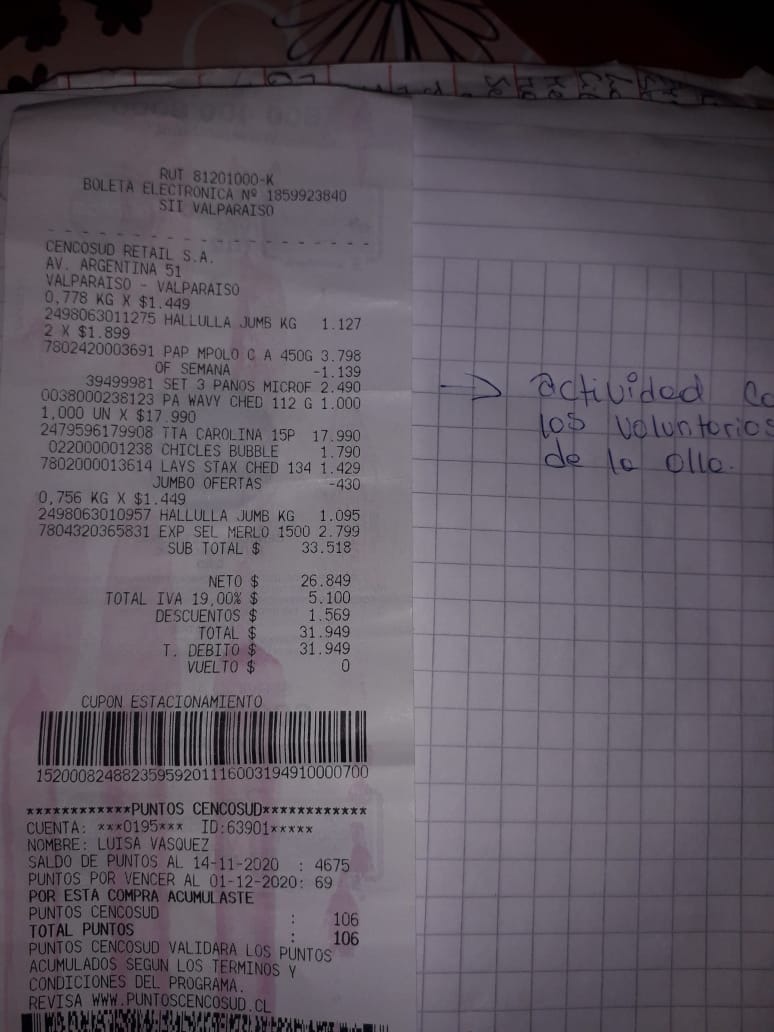 RUT 81201000-K
BOLETA ELECTRONICA Nº 1859923840
SII VALPARAISO
CENCOSUD RETAIL S.A.
AV. ARGENTINA 51
VALPARAISO - VALPARAISO
0,778 KG X $1.449
2498063011275 HALLULLA JUMB KG 1.127
2 X $1.899
7802420003691 PAP MPOLO C A 450G 3.798
OF SEMANA -1.139
39499981 SET 3 PANOS MICROF 2.490
0038000238123 PA WAVY CHED 112 G 1.000
1,000 UN X $17.990
2479596179908 TTA CAROLINA 15P 17.990
022000001238 CHICLES BUBBLE 1.790
7802000013614 LAYS STAX CHED 134 1.429
JUMBO OFERTAS -430
0,756 KG X $1.449
2498063010957 HALLULLA JUMB KG 1.095
7804320365831 EXP SEL MERLO 1500 2.799
SUB TOTAL $ 33.518
NETO $ 26.849
TOTAL IVA 19,00% $ 5.100
DESCUENTOS $ 1.569
TOTAL $ 31.949
T. DEBITO $ 31.949
VUELTO $ 0
CUPON ESTACIONAMIENTO
15200082488235959201116003194910000700
************PUNTOS CENCOSUD************
CUENTA: ***0195*** ID:63901*****
NOMBRE: LUISA VASQUEZ
SALDO DE PUNTOS AL 14-11-2020 : 4675
PUNTOS POR VENCER AL 01-12-2020: 69
POR ESTA COMPRA ACUMULASTE
PUNTOS CENCOSUD : 106
TOTAL PUNTOS : 106
PUNTOS CENCOSUD VALIDARA LOS PUNTOS
ACUMULADOS SEGUN LOS TERMINOS Y
CONDICIONES DEL PROGRAMA.
REVISA WWW.PUNTOSCENCOSUD.CL
→ actividad co
los voluntarios
de la olla.